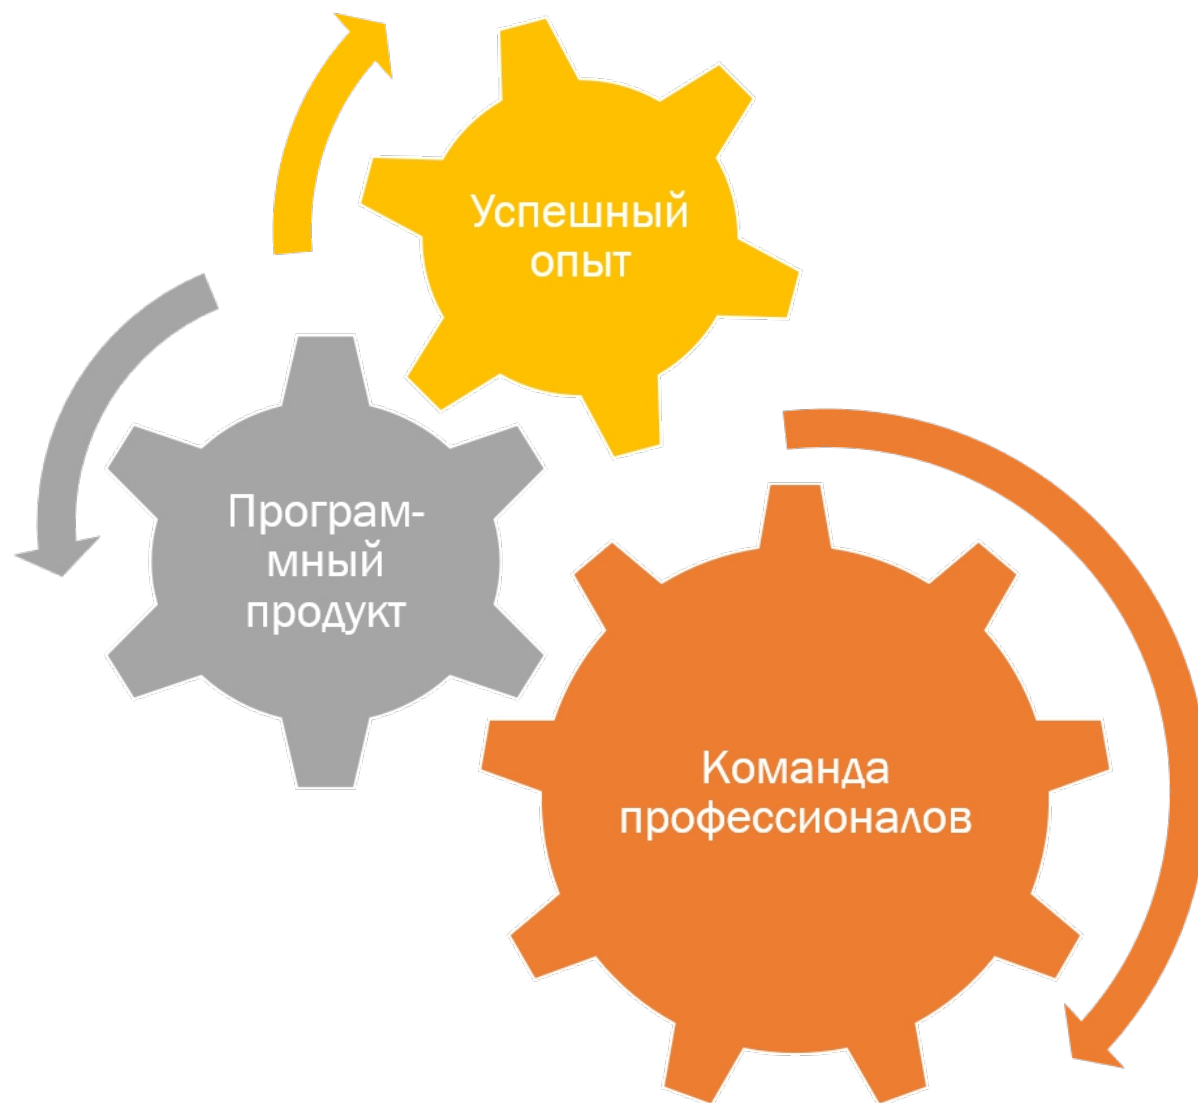 Успешный
опыт
Програм-
мный
продукт
Команда
профессионалов